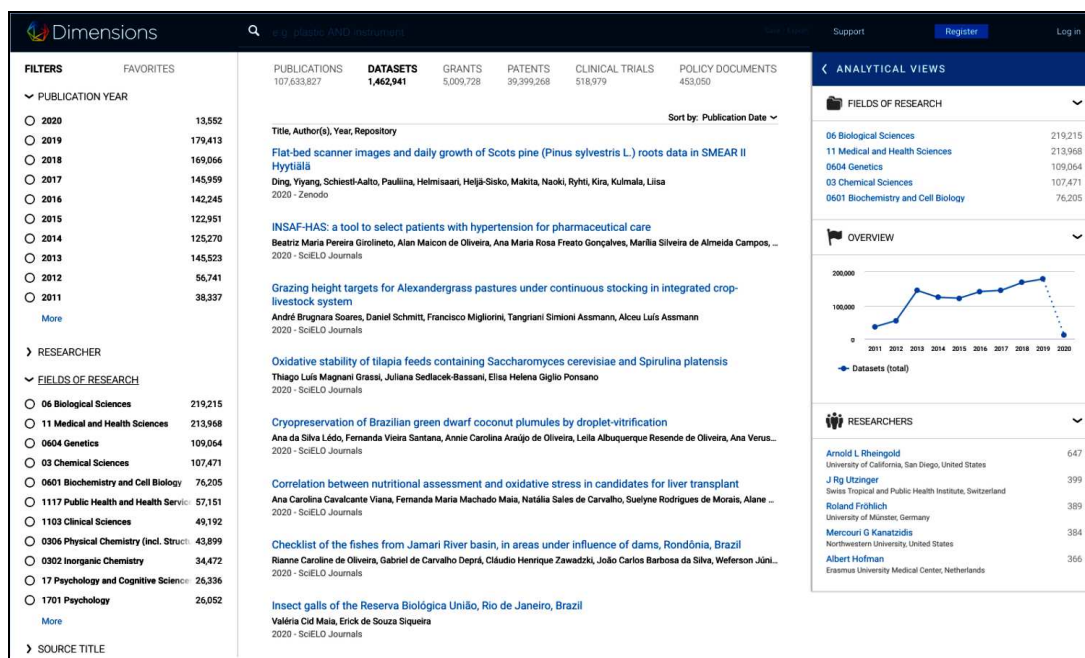 Dimensions
e.g. plastic AND instrument
Support
Register
Log in
FILTERS
FAVORITES
PUBLICATION YEAR
2020 13,552
2019 179,413
2018 169,066
2017 145,959
2016 142,245
2015 122,951
2014 125,270
2013 145,523
2012 56,741
2011 38,337
More
RESEARCHER
FIELDS OF RESEARCH
06 Biological Sciences 219,215
11 Medical and Health Sciences 213,968
0604 Genetics 109,064
03 Chemical Sciences 107,471
0601 Biochemistry and Cell Biology 76,205
1117 Public Health and Health Servic 57,151
1103 Clinical Sciences 49,192
0306 Physical Chemistry (incl. Struct 43,899
0302 Inorganic Chemistry 34,472
17 Psychology and Cognitive Science 26,336
1701 Psychology 26,052
More
SOURCE TITLE
PUBLICATIONS DATASETS GRANTS PATENTS CLINICAL TRIALS POLICY DOCUMENTS
107,633,827 1,462,941 5,009,728 39,399,268 518,979 453,050
Sort by: Publication Date
Title, Author(s), Year, Repository
Flat-bed scanner images and daily growth of Scots pine (Pinus sylvestris L.) roots data in SMEAR II
Hyytiälä
Ding, Yiyang, Schiestl-Aalto, Pauliina, Helmisaari, Heljä-Sisko, Makita, Naoki, Ryhti, Kira, Kulmala, Liisa
2020 - Zenodo
INSAF-HAS: a tool to select patients with hypertension for pharmaceutical care
Beatriz Maria Pereira Girolineto, Alan Maicon de Oliveira, Ana Maria Rosa Freato Gonçalves, Marília Silveira de Almeida Campos, ...
2020 - SciELO Journals
Grazing height targets for Alexandergrass pastures under continuous stocking in integrated crop-
livestock system
André Brugnara Soares, Daniel Schmitt, Francisco Migliorini, Tangriani Simioni Assmann, Alceu Luís Assmann
2020 - SciELO Journals
Oxidative stability of tilapia feeds containing Saccharomyces cerevisiae and Spirulina platensis
Thiago Luís Magnani Grassi, Juliana Sedlacek-Bassani, Elisa Helena Giglio Ponsano
2020 - SciELO Journals
Cryopreservation of Brazilian green dwarf coconut plumules by droplet-vitrification
Ana da Silva Lédo, Fernanda Vieira Santana, Annie Carolina Araújo de Oliveira, Leila Albuquerque Resende de Oliveira, Ana Verus...
2020 - SciELO Journals
Correlation between nutritional assessment and oxidative stress in candidates for liver transplant
Ana Carolina Cavalcante Viana, Fernanda Maria Machado Maia, Natália Sales de Carvalho, Suelyne Rodrigues de Morais, Alane ...
2020 - SciELO Journals
Checklist of the fishes from Jamari River basin, in areas under influence of dams, Rondônia, Brazil
Rianne Caroline de Oliveira, Gabriel de Carvalho Deprá, Cláudio Henrique Zawadzki, João Carlos Barbosa da Silva, Weferson Júni...
2020 - SciELO Journals
Insect galls of the Reserva Biológica União, Rio de Janeiro, Brazil
Valéria Cid Maia, Erick de Souza Siqueira
2020 - SciELO Journals
ANALYTICAL VIEWS
FIELDS OF RESEARCH
06 Biological Sciences 219,215
11 Medical and Health Sciences 213,968
0604 Genetics 109,064
03 Chemical Sciences 107,471
0601 Biochemistry and Cell Biology 76,205
OVERVIEW
200,000
100,000
0
2011 2012 2013 2014 2015 2016 2017 2018 2019 2020
Datasets (total)
RESEARCHERS
Arnold L Rheingold 647
University of California, San Diego, United States
J Rg Utzinger 399
Swiss Tropical and Public Health Institute, Switzerland
Roland Fröhlich 389
University of Münster, Germany
Mercouri G Kanatzidis 384
Northwestern University, United States
Albert Hofman 366
Erasmus University Medical Center, Netherlands